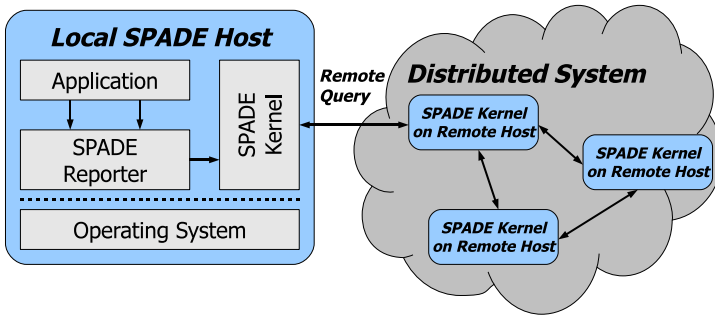 Local SPADE Host
Application
SPADE
Reporter
SPADE
Kernel
Operating System
Remote
Query
Distributed System
SPADE Kernel
on Remote Host
SPADE Kernel
on Remote Host
SPADE Kernel
on Remote Host